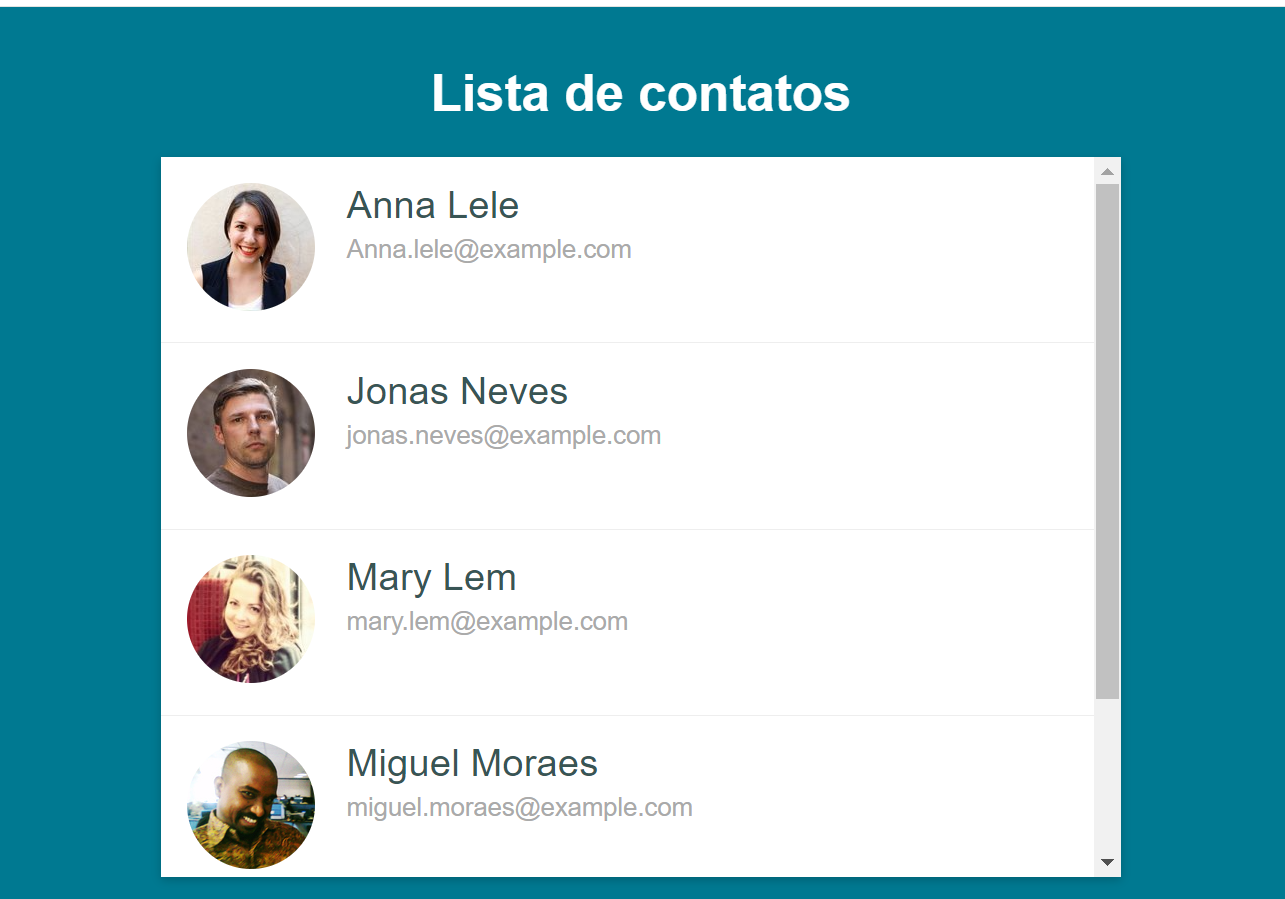 Lista de contatos
Anna Lele
Anna.lele@example.com
Jonas Neves
jonas.neves@example.com
Mary Lem
mary.lem@example.com
Miguel Moraes
miguel.moraes@example.com